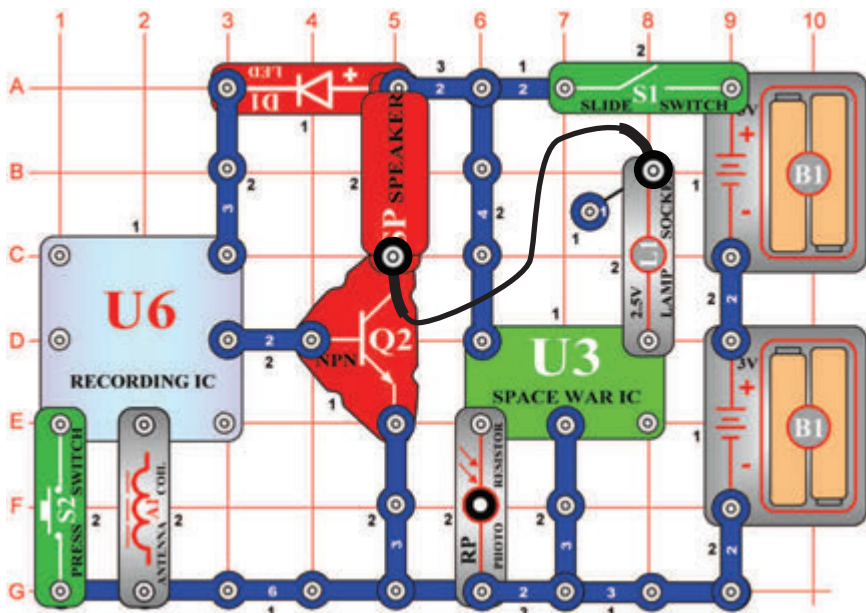 1 2 3 4 5 6 7 8 9 10
A
B
C
D
E
F
G
LED
D1
+
1
3
2
1
2
2
S1
SLIDE SWITCH
3V
+
-
B1
1
SP SPEAKER
2
3
2
4
2
1
1
2
L1
2.5V
LAMP SOCKET
2
2
1
U6
RECORDING IC
2
2
NPN
Q2
1
1
U3
SPACE WAR IC
3V
+
-
B1
1
S2
PRESS SWITCH
2
A1
ANTENNA COIL
2
3
2
RP
PHOTO RESISTOR
2
3
2
2
2
6
1
2
3
3
1